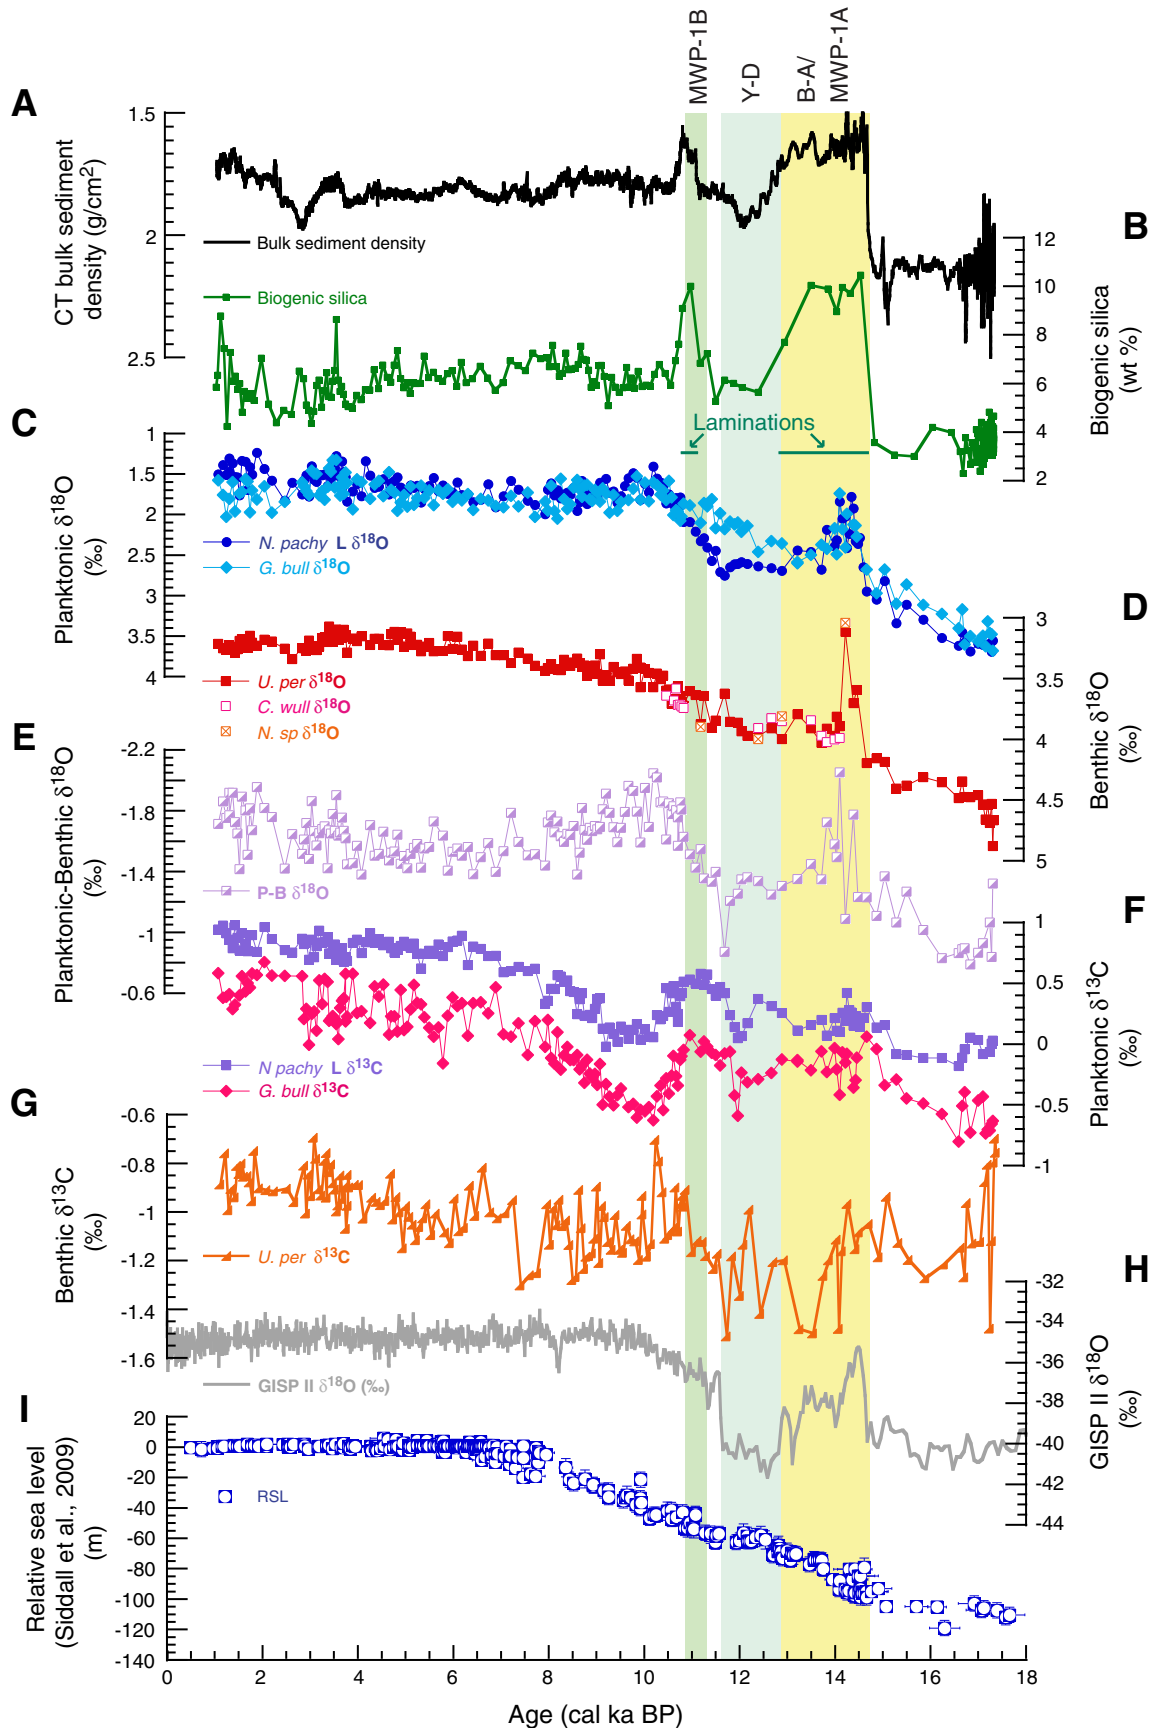 MWP-1B
Y-D
B-A/
MWP-1A
A
1.5
2
2.5
CT bulk sediment
density (g/cm²)
Bulk sediment density
B
12
10
8
6
4
2
Biogenic silica
(wt %)
Biogenic silica
Laminations
C
1
1.5
2
2.5
3
3.5
4
Planktonic δ¹⁸O
(‰)
N. pachy L δ¹⁸O
G. bull δ¹⁸O
D
3
3.5
4
4.5
5
Benthic δ¹⁸O
(‰)
U. per δ¹⁸O
C. wull δ¹⁸O
N. sp δ¹⁸O
E
-2.2
-1.8
-1.4
-1
-0.6
Planktonic-Benthic δ¹⁸O
(‰)
P-B δ¹⁸O
F
1
0.5
0
-0.5
-1
Planktonic δ¹³C
(‰)
N pachy L δ¹³C
G. bull δ¹³C
G
-0.6
-0.8
-1
-1.2
-1.4
-1.6
Benthic δ¹³C
(‰)
U. per δ¹³C
H
-32
-34
-36
-38
-40
-42
-44
GISP II δ¹⁸O
(‰)
GISP II δ¹⁸O (‰)
I
20
0
-20
-40
-60
-80
-100
-120
-140
Relative sea level
(Siddall et al., 2009)
(m)
RSL
0 2 4 6 8 10 12 14 16 18
Age (cal ka BP)